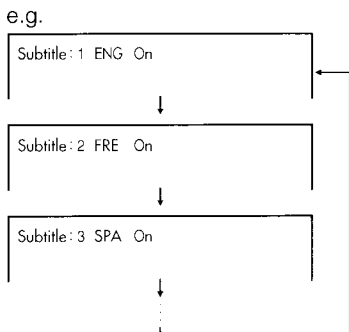 e.g.
Subtitle: 1 ENG On
Subtitle: 2 FRE On
Subtitle: 3 SPA On